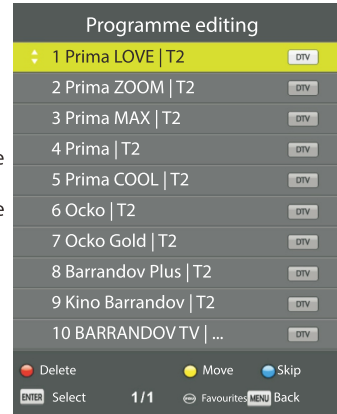 Programme editing
1 Prima LOVE | T2 DTV
2 Prima ZOOM | T2 DTV
3 Prima MAX | T2 DTV
4 Prima | T2 DTV
5 Prima COOL | T2 DTV
6 Ocko | T2 DTV
7 Ocko Gold | T2 DTV
8 Barrandov Plus | T2 DTV
9 Kino Barrandov | T2 DTV
10 BARRANDOV TV | ... DTV
Delete Move Skip
ENTER Select 1/1 Favourites MENU Back